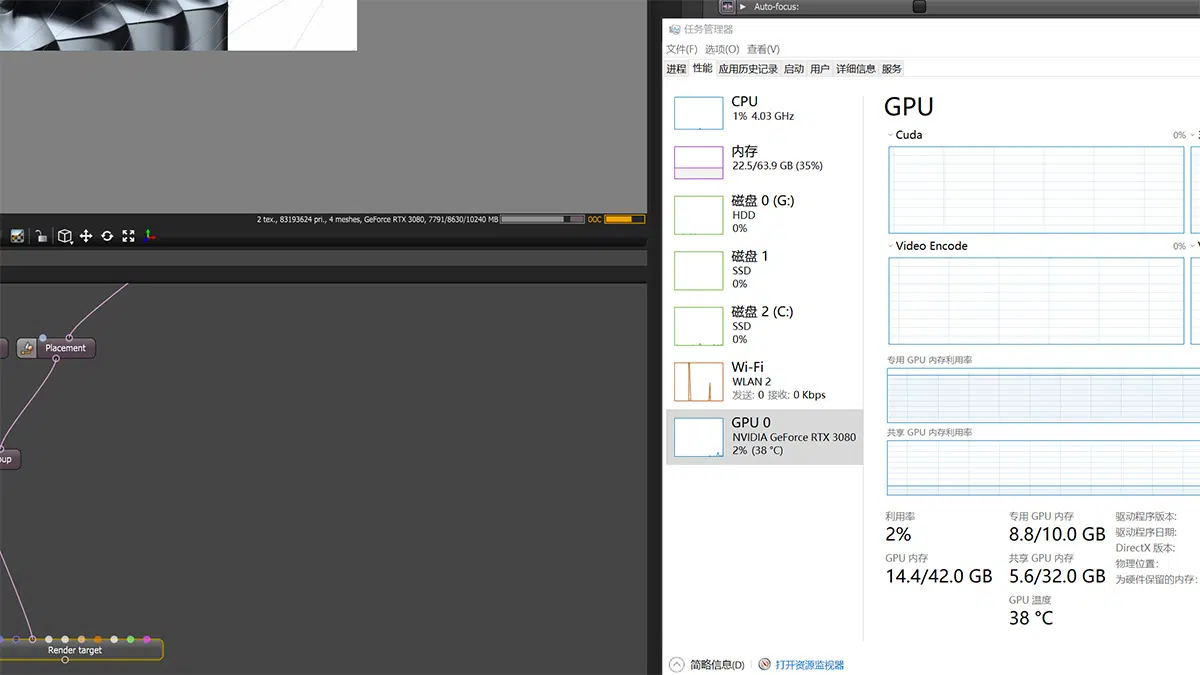 Auto-focus:
任务管理器
文件(F) 选项(O) 查看(V)
进程 性能 应用历史记录 启动 用户 详细信息 服务
CPU
1% 4.03 GHz
内存
22.5/63.9 GB (35%)
磁盘 0 (G:)
HDD
0%
磁盘 1
SSD
0%
磁盘 2 (C:)
SSD
0%
Wi-Fi
WLAN 2
发送: 0 接收: 0 Kbps
GPU 0
NVIDIA GeForce RTX 3080
2% (38 °C)
GPU
Cuda 0%
Video Encode 0%
专用 GPU 内存利用率
共享 GPU 内存利用率
利用率
2%
专用 GPU 内存
8.8/10.0 GB
GPU 内存
14.4/42.0 GB
共享 GPU 内存
5.6/32.0 GB
GPU 温度
38 °C
驱动程序版本:
驱动程序日期:
DirectX 版本:
物理位置:
为硬件保留的内存:
简略信息(D) 打开资源监视器
2 tex., 83193624 pri., 4 meshes, GeForce RTX 3080, 7791/8630/10240 MB OOC
Placement
oup
Render target